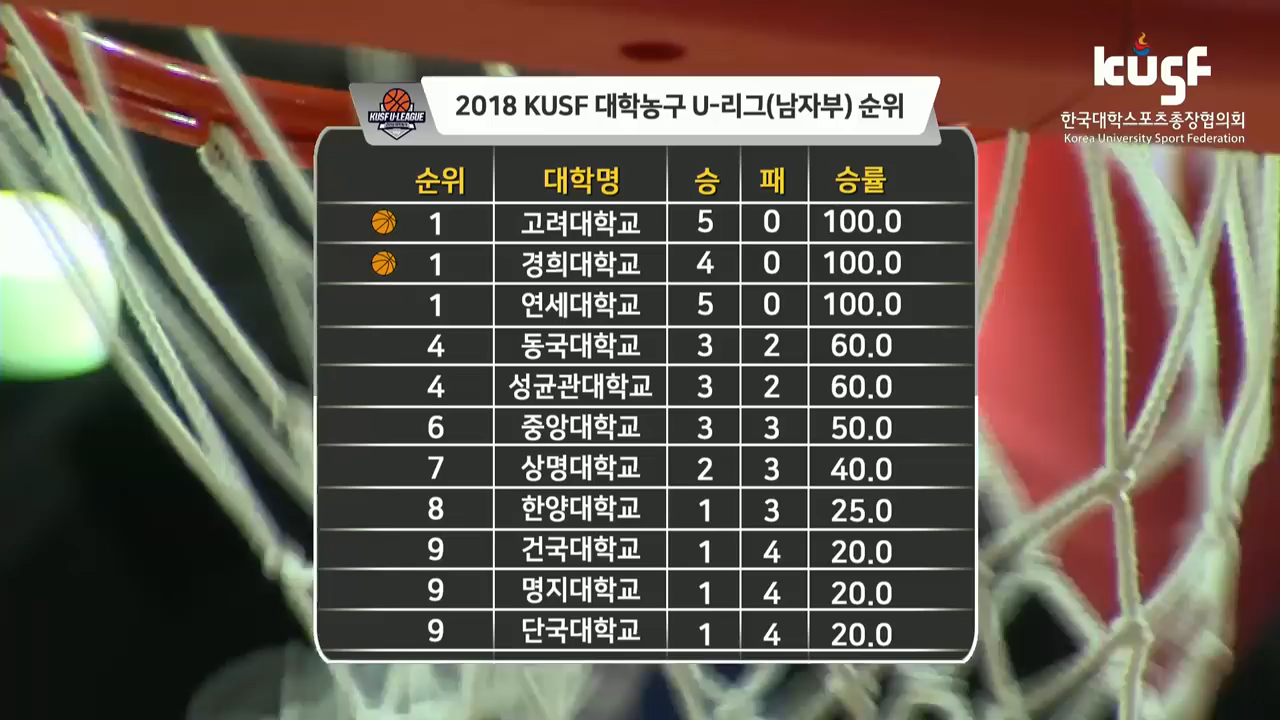 kusf
한국대학스포츠총장협의회
Korea University Sport Federation
KUSF U-LEAGUE
2018 KUSF 대학농구 U-리그(남자부) 순위
순위 대학명 승 패 승률
1 고려대학교 5 0 100.0
1 경희대학교 4 0 100.0
1 연세대학교 5 0 100.0
4 동국대학교 3 2 60.0
4 성균관대학교 3 2 60.0
6 중앙대학교 3 3 50.0
7 상명대학교 2 3 40.0
8 한양대학교 1 3 25.0
9 건국대학교 1 4 20.0
9 명지대학교 1 4 20.0
9 단국대학교 1 4 20.0